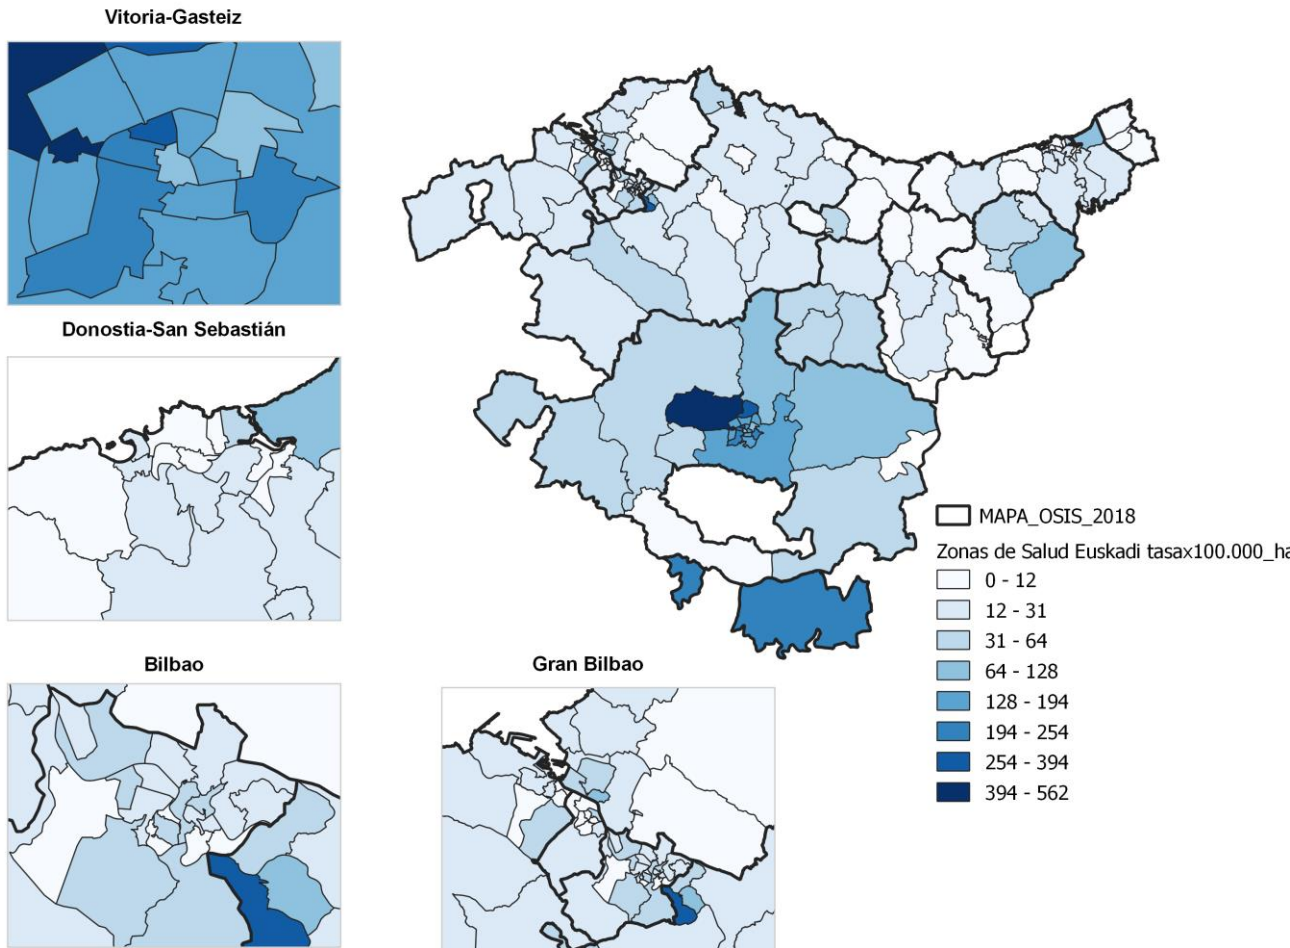 Vitoria-Gasteiz
Donostia-San Sebastián
Bilbao
Gran Bilbao
MAPA_OSIS_2018
Zonas de Salud Euskadi tasax100.000_ha
0 - 12
12 - 31
31 - 64
64 - 128
128 - 194
194 - 254
254 - 394
394 - 562